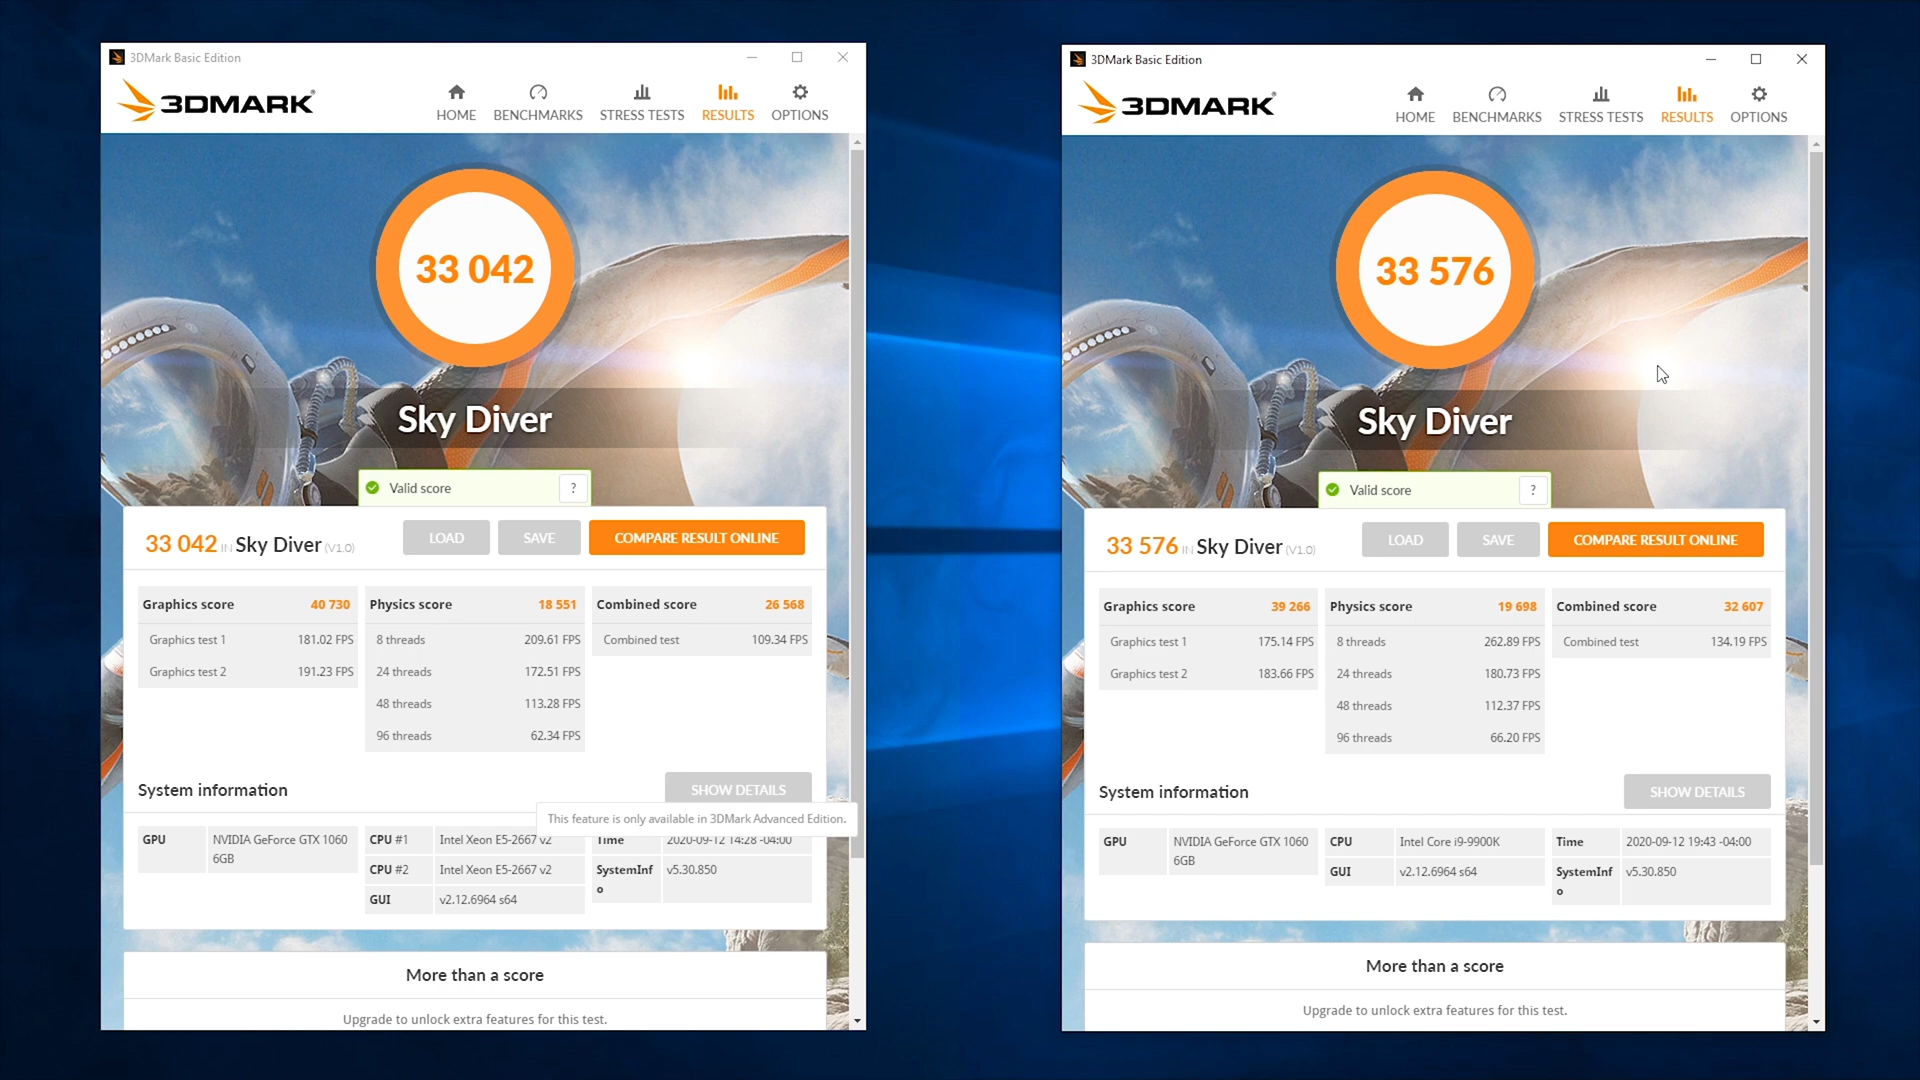 3DMark Basic Edition
3DMARK
HOME BENCHMARKS STRESS TESTS RESULTS OPTIONS
33 042
Sky Diver
Valid score ?
33 042 IN Sky Diver (V1.0) LOAD SAVE COMPARE RESULT ONLINE
Graphics score 40 730 Physics score 18 551 Combined score 26 568
Graphics test 1 181.02 FPS 8 threads 209.61 FPS Combined test 109.34 FPS
Graphics test 2 191.23 FPS 24 threads 172.51 FPS
48 threads 113.28 FPS
96 threads 62.34 FPS
System information SHOW DETAILS
This feature is only available in 3DMark Advanced Edition.
GPU NVIDIA GeForce GTX 1060 CPU #1 Intel Xeon E5-2667 v2 Time 2020-09-12 14:28 -04:00
6GB CPU #2 Intel Xeon E5-2667 v2 SystemInf v5.30.850
o
GUI v2.12.6964 s64
More than a score
Upgrade to unlock extra features for this test.
3DMark Basic Edition
3DMARK
HOME BENCHMARKS STRESS TESTS RESULTS OPTIONS
33 576
Sky Diver
Valid score ?
33 576 IN Sky Diver (V1.0) LOAD SAVE COMPARE RESULT ONLINE
Graphics score 39 266 Physics score 19 698 Combined score 32 607
Graphics test 1 175.14 FPS 8 threads 262.89 FPS Combined test 134.19 FPS
Graphics test 2 183.66 FPS 24 threads 180.73 FPS
48 threads 112.37 FPS
96 threads 66.20 FPS
System information SHOW DETAILS
GPU NVIDIA GeForce GTX 1060 CPU Intel Core i9-9900K Time 2020-09-12 19:43 -04:00
6GB GUI v2.12.6964 s64 SystemInf v5.30.850
o
More than a score
Upgrade to unlock extra features for this test.